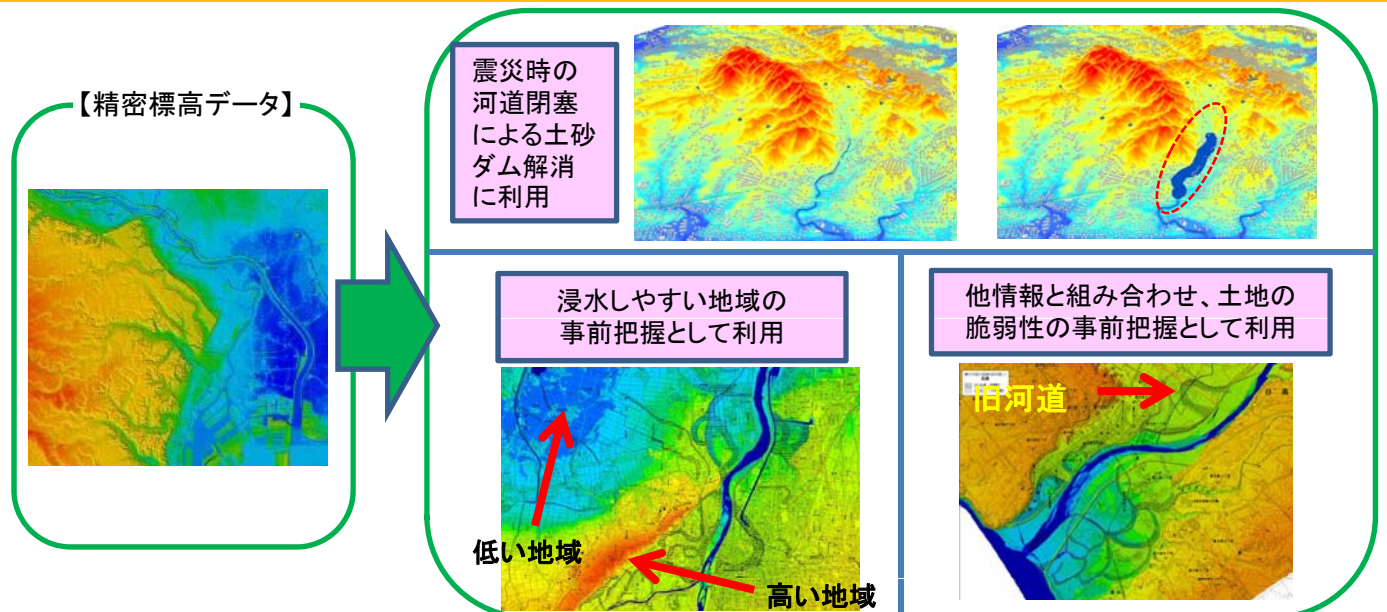 【精密標高データ】
震災時の
河道閉塞
による土砂
ダム解消
に利用
浸水しやすい地域の
事前把握として利用
低い地域
高い地域
他情報と組み合わせ、土地の
脆弱性の事前把握として利用
旧河道